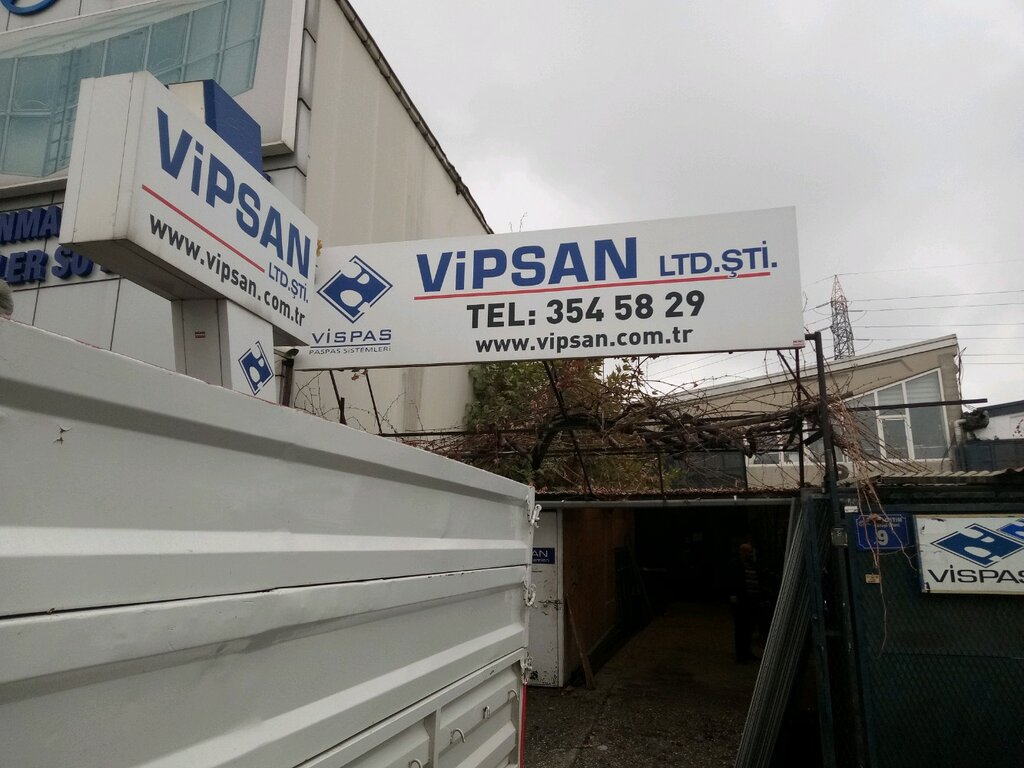 ViPSAN
LTD.ŞTİ.
www.vipsan.com.tr
ViPSAN LTD.ŞTİ.
TEL: 354 58 29
www.vipsan.com.tr
ViSPAS
PASPAS SİSTEMLERİ
9
ViSPAS